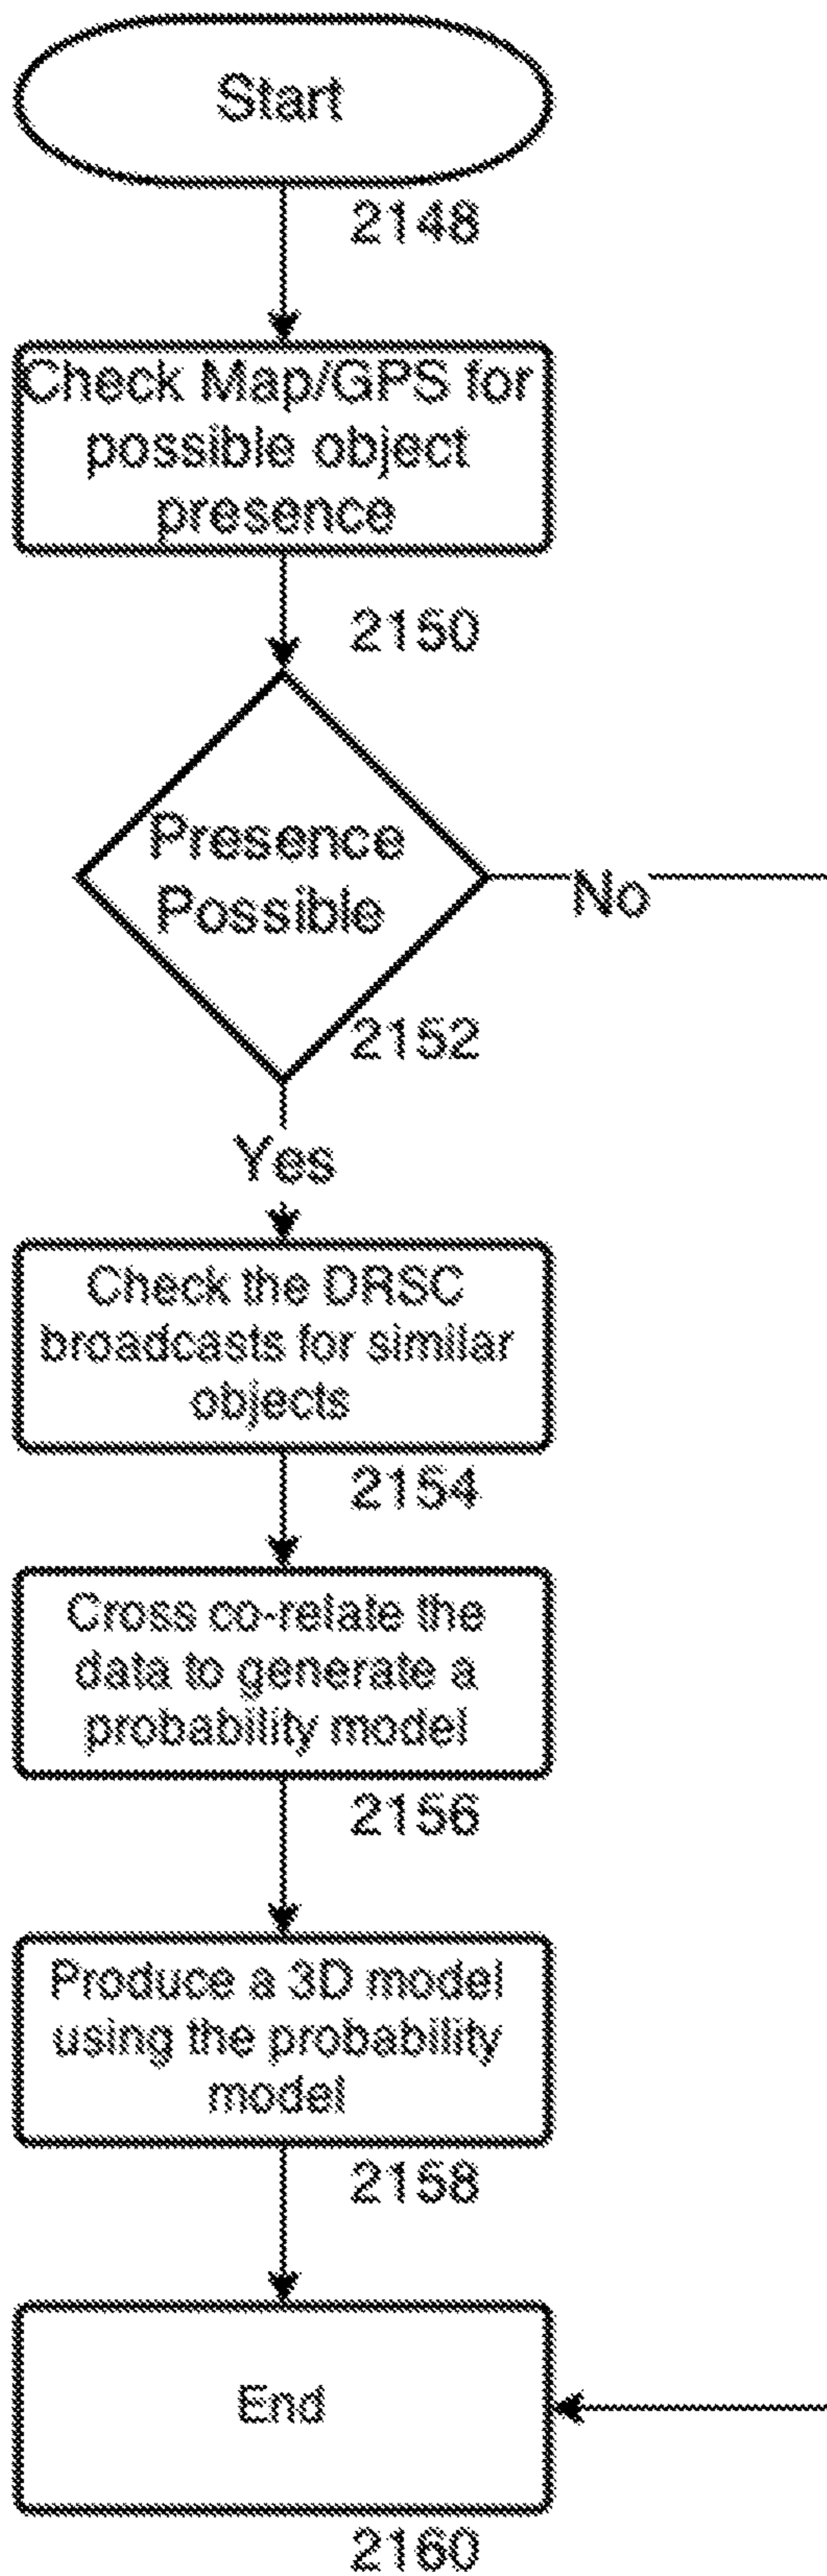 Start
2148
Check Map/GPS for
possible object
presence
2150
Presence
Possible
No
2152
Yes
Check the DRSC
broadcasts for similar
objects
2154
Cross co-relate the
data to generate a
probability model
2156
Produce a 3D model
using the probability
model
2158
End
2160